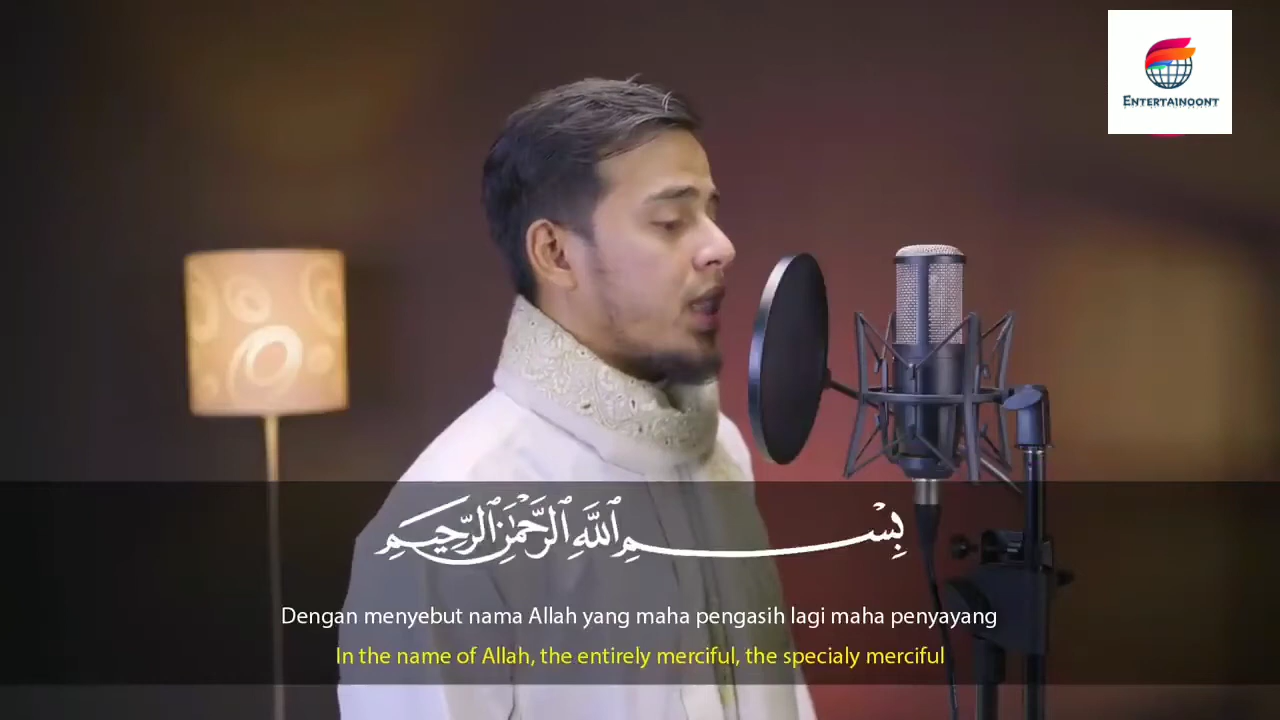 ENTERTAINOONT
بِسْمِ ٱللَّهِ ٱلرَّحْمَٰنِ ٱلرَّحِيمِ
Dengan menyebut nama Allah yang maha pengasih lagi maha penyayang
In the name of Allah, the entirely merciful, the specialy merciful